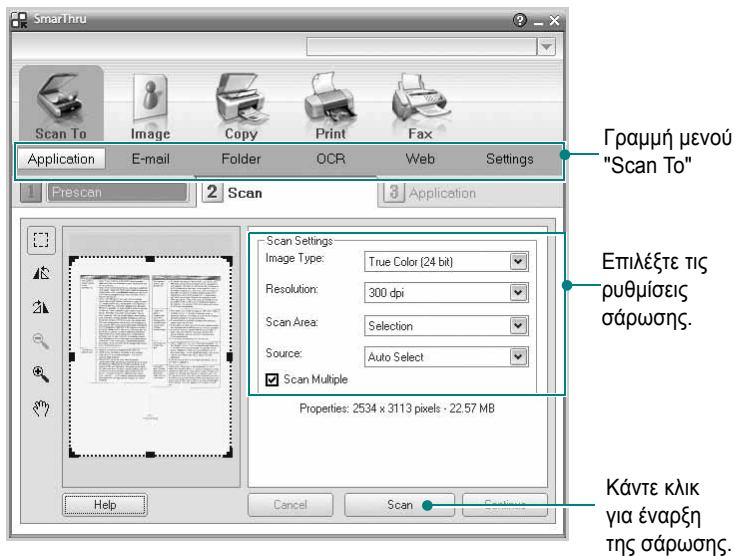 SmarThru
Scan To Image Copy Print Fax
Application E-mail Folder OCR Web Settings
1 Prescan 2 Scan 3 Application
Scan Settings
Image Type: True Color (24 bit)
Resolution: 300 dpi
Scan Area: Selection
Source: Auto Select
Scan Multiple
Properties: 2534 x 3113 pixels - 22.57 MB
Help Cancel Scan Continue
Γραμμή μενού
"Scan To"
Επιλέξτε τις
ρυθμίσεις
σάρωσης.
Κάντε κλικ
για έναρξη
της σάρωσης.